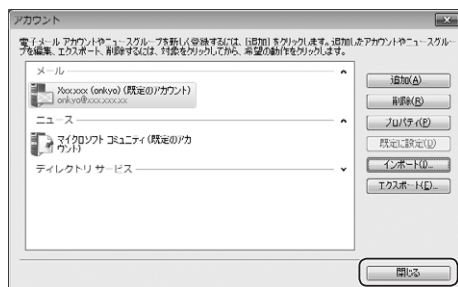 アカウント
電子メール アカウントやニュースグループを新しく登録するには、[追加] をクリックします。追加したアカウントやニュースグルー
プを編集、エクスポート、削除するには、対象をクリックしてから、希望の動作をクリックします。
メール
Xxx.xxx (onkyo) (既定のアカウント)
onkyo@xxx.xxx.xx
ニュース
マイクロソフト コミュニティ (既定のアカ
ウント)
ディレクトリ サービス
追加(A)
削除(R)
プロパティ(P)
既定に設定(D)
インポート(I)...
エクスポート(E)...
閉じる